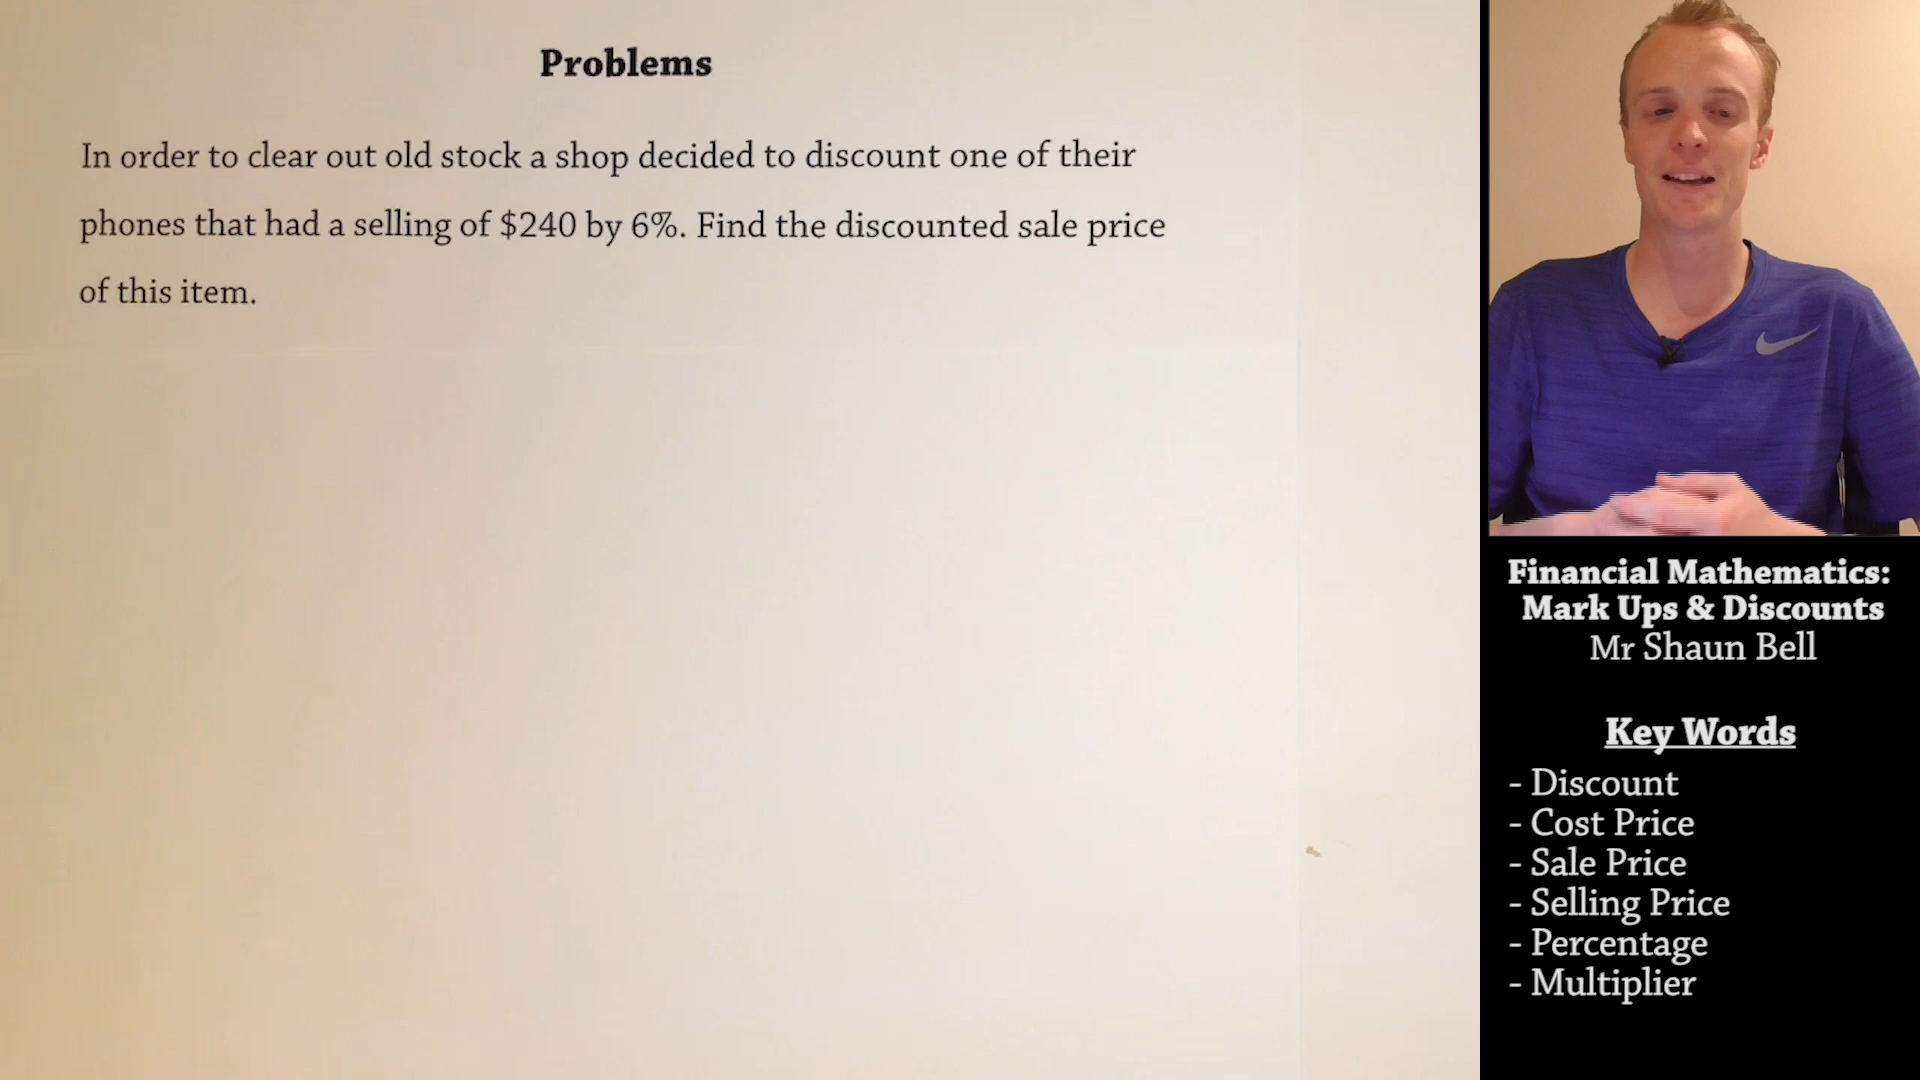 Problems
In order to clear out old stock a shop decided to discount one of their
phones that had a selling of $240 by 6%. Find the discounted sale price
of this item.
Financial Mathematics:
Mark Ups & Discounts
Mr Shaun Bell
Key Words
- Discount
- Cost Price
- Sale Price
- Selling Price
- Percentage
- Multiplier